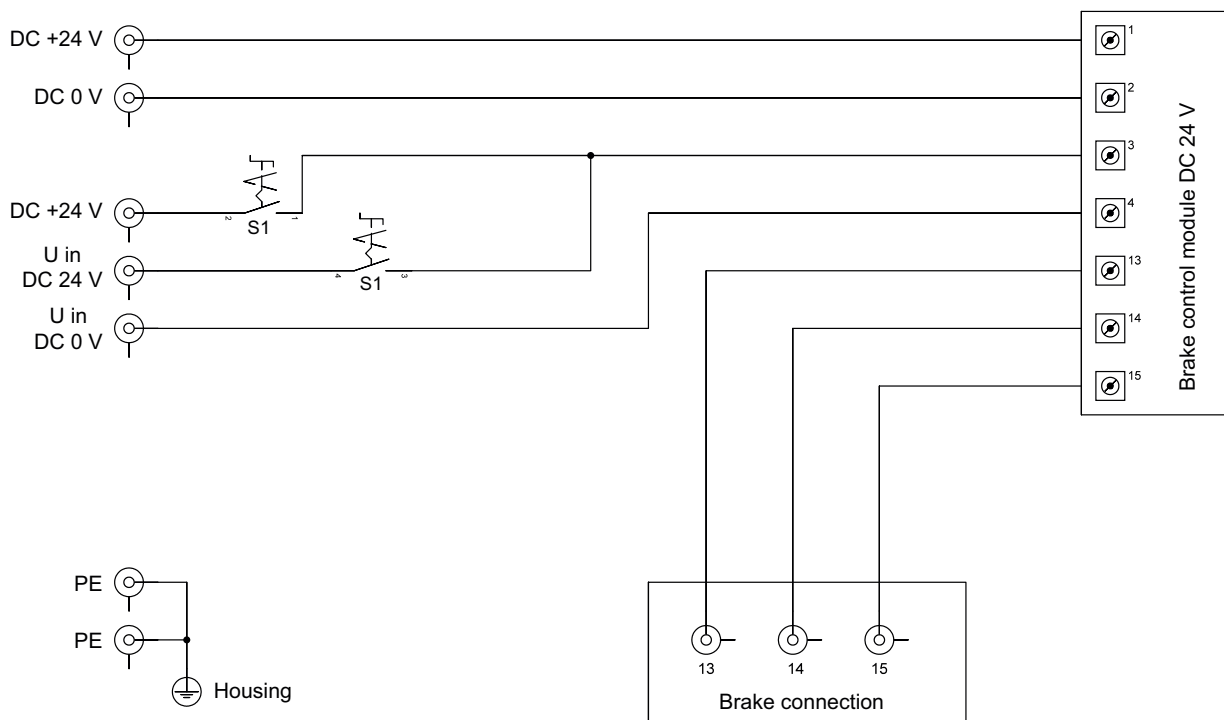 DC +24 V
1
DC 0 V
2
3
DC +24 V
2
1
S1
4
U in
DC 24 V
4
3
S1
13
U in
DC 0 V
14
15
Brake control module DC 24 V
PE
PE
Housing
13
14
15
Brake connection